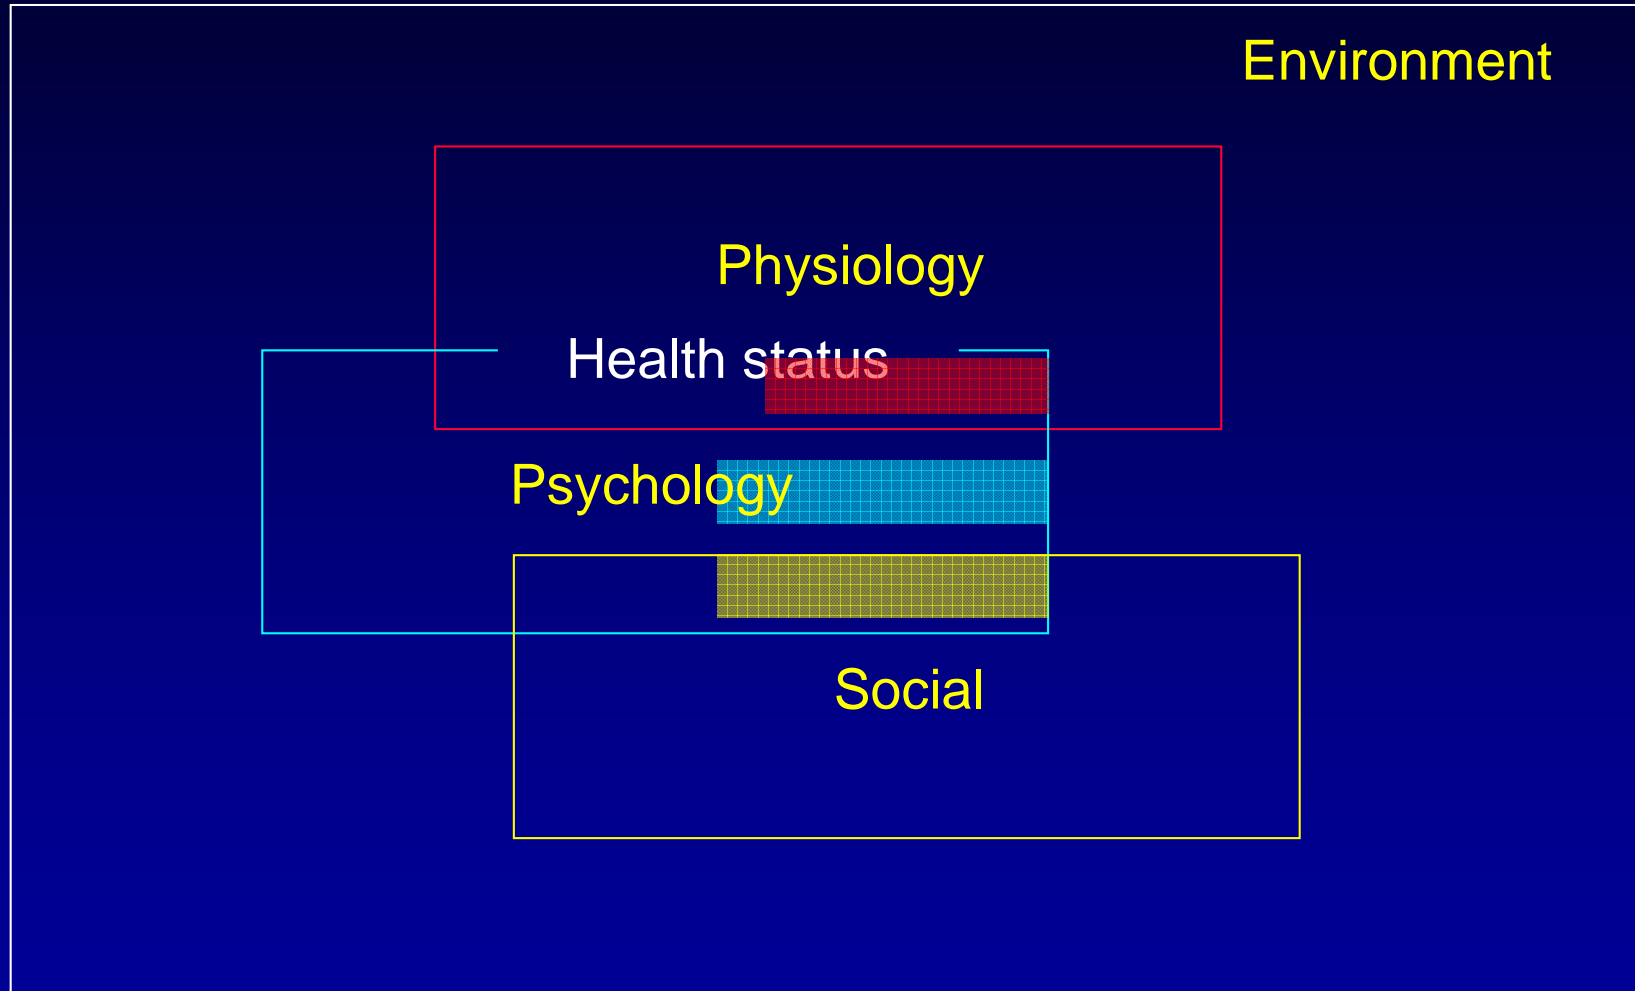 Environment
Physiology
Health status
Psychology
Social